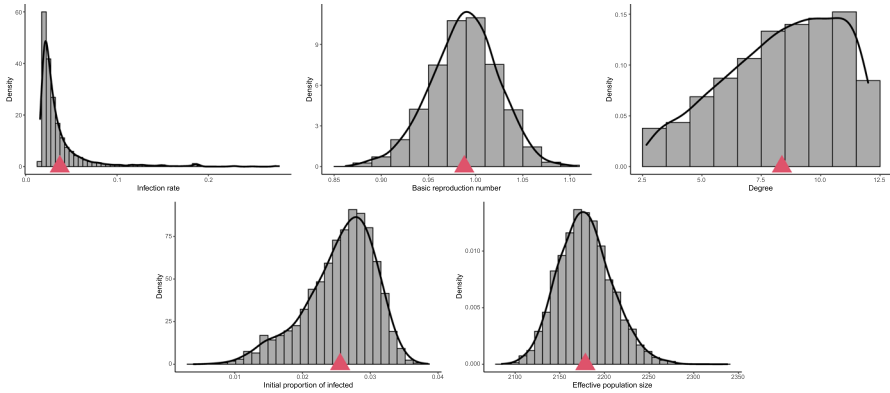 60
40
20
0
Density
0.0 0.1 0.2
Infection rate
9
6
3
0
Density
0.85 0.90 0.95 1.00 1.05 1.10
Basic reproduction number
0.15
0.10
0.05
0.00
Density
2.5 5.0 7.5 10.0 12.5
Degree
75
50
25
0
Density
0.01 0.02 0.03 0.04
Initial proportion of infected
0.010
0.005
0.000
Density
2100 2150 2200 2250 2300 2350
Effective population size